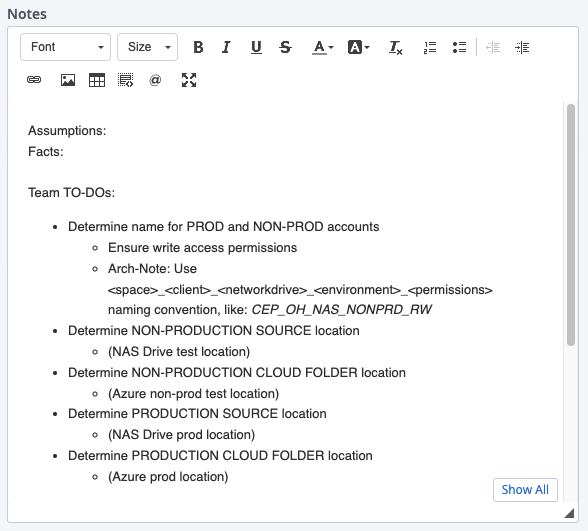 Notes
Font Size B I U S A A Tx
@
Assumptions:
Facts:
Team TO-DOs:
• Determine name for PROD and NON-PROD accounts
◦ Ensure write access permissions
◦ Arch-Note: Use
<space>_<client>_<networkdrive>_<environment>_<permissions>
naming convention, like: CEP_OH_NAS_NONPRD_RW
• Determine NON-PRODUCTION SOURCE location
◦ (NAS Drive test location)
• Determine NON-PRODUCTION CLOUD FOLDER location
◦ (Azure non-prod test location)
• Determine PRODUCTION SOURCE location
◦ (NAS Drive prod location)
• Determine PRODUCTION CLOUD FOLDER location
◦ (Azure prod location)
Show All